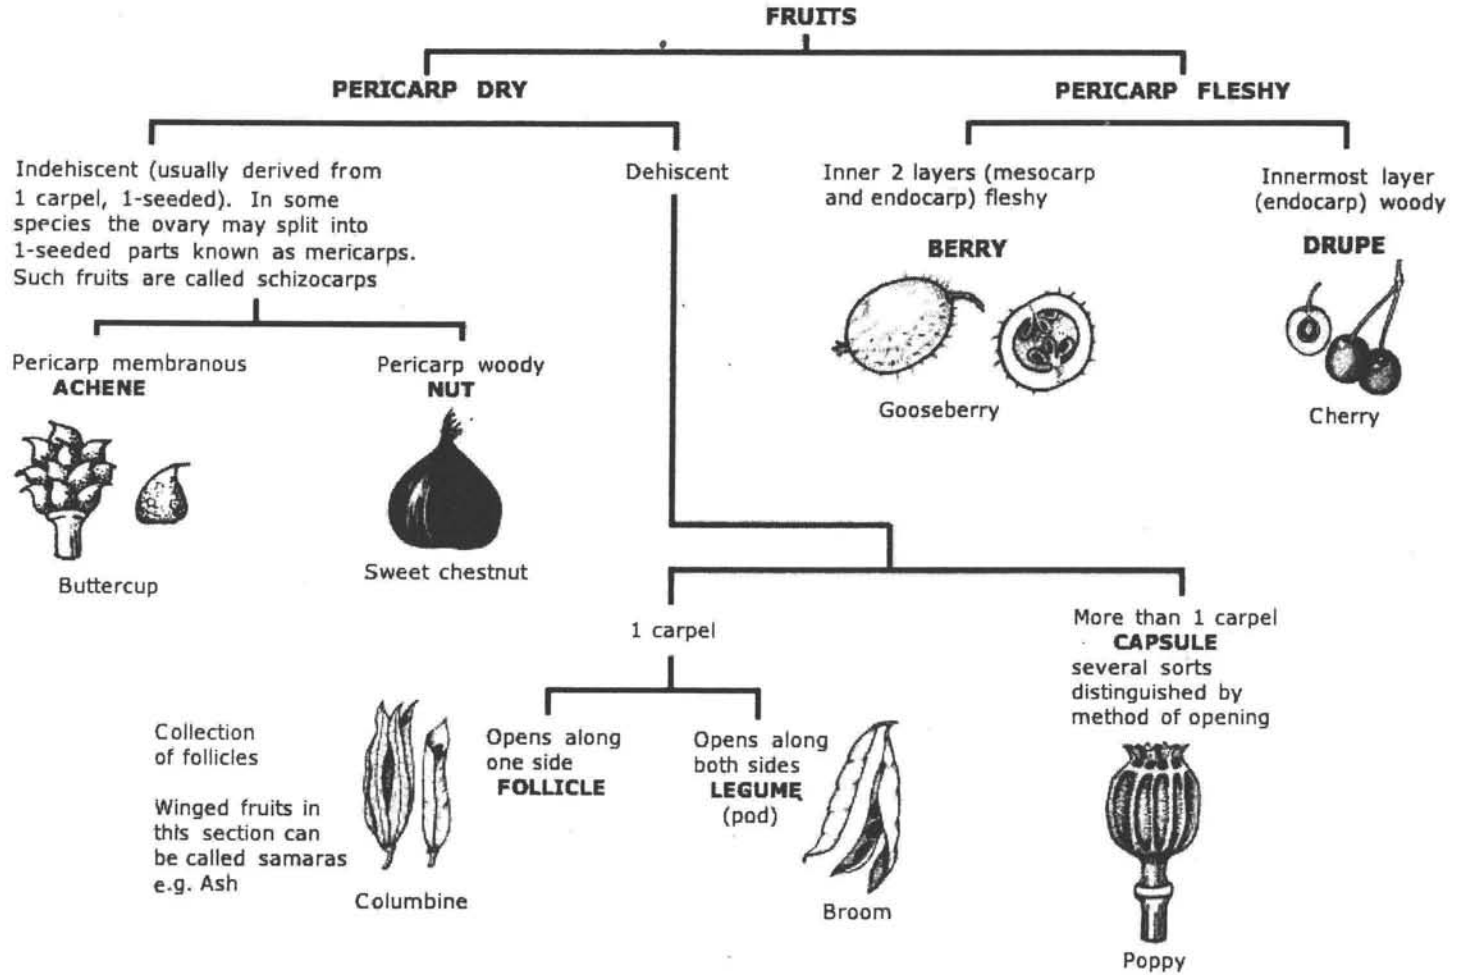 FRUITS
PERICARP DRY
PERICARP FLESHY
Indehiscent (usually derived from
1 carpel, 1-seeded). In some
species the ovary may split into
1-seeded parts known as mericarps.
Such fruits are called schizocarps
Dehiscent
Inner 2 layers (mesocarp
and endocarp) fleshy
BERRY
Innermost layer
(endocarp) woody
DRUPE
Gooseberry
Cherry
Pericarp membranous
ACHENE
Pericarp woody
NUT
Buttercup
Sweet chestnut
1 carpel
More than 1 carpel
CAPSULE
several sorts
distinguished by
method of opening
Collection
of follicles
Winged fruits in
this section can
be called samaras
e.g. Ash
Columbine
Opens along
one side
FOLLICLE
Opens along
both sides
LEGUME
(pod)
Broom
Poppy